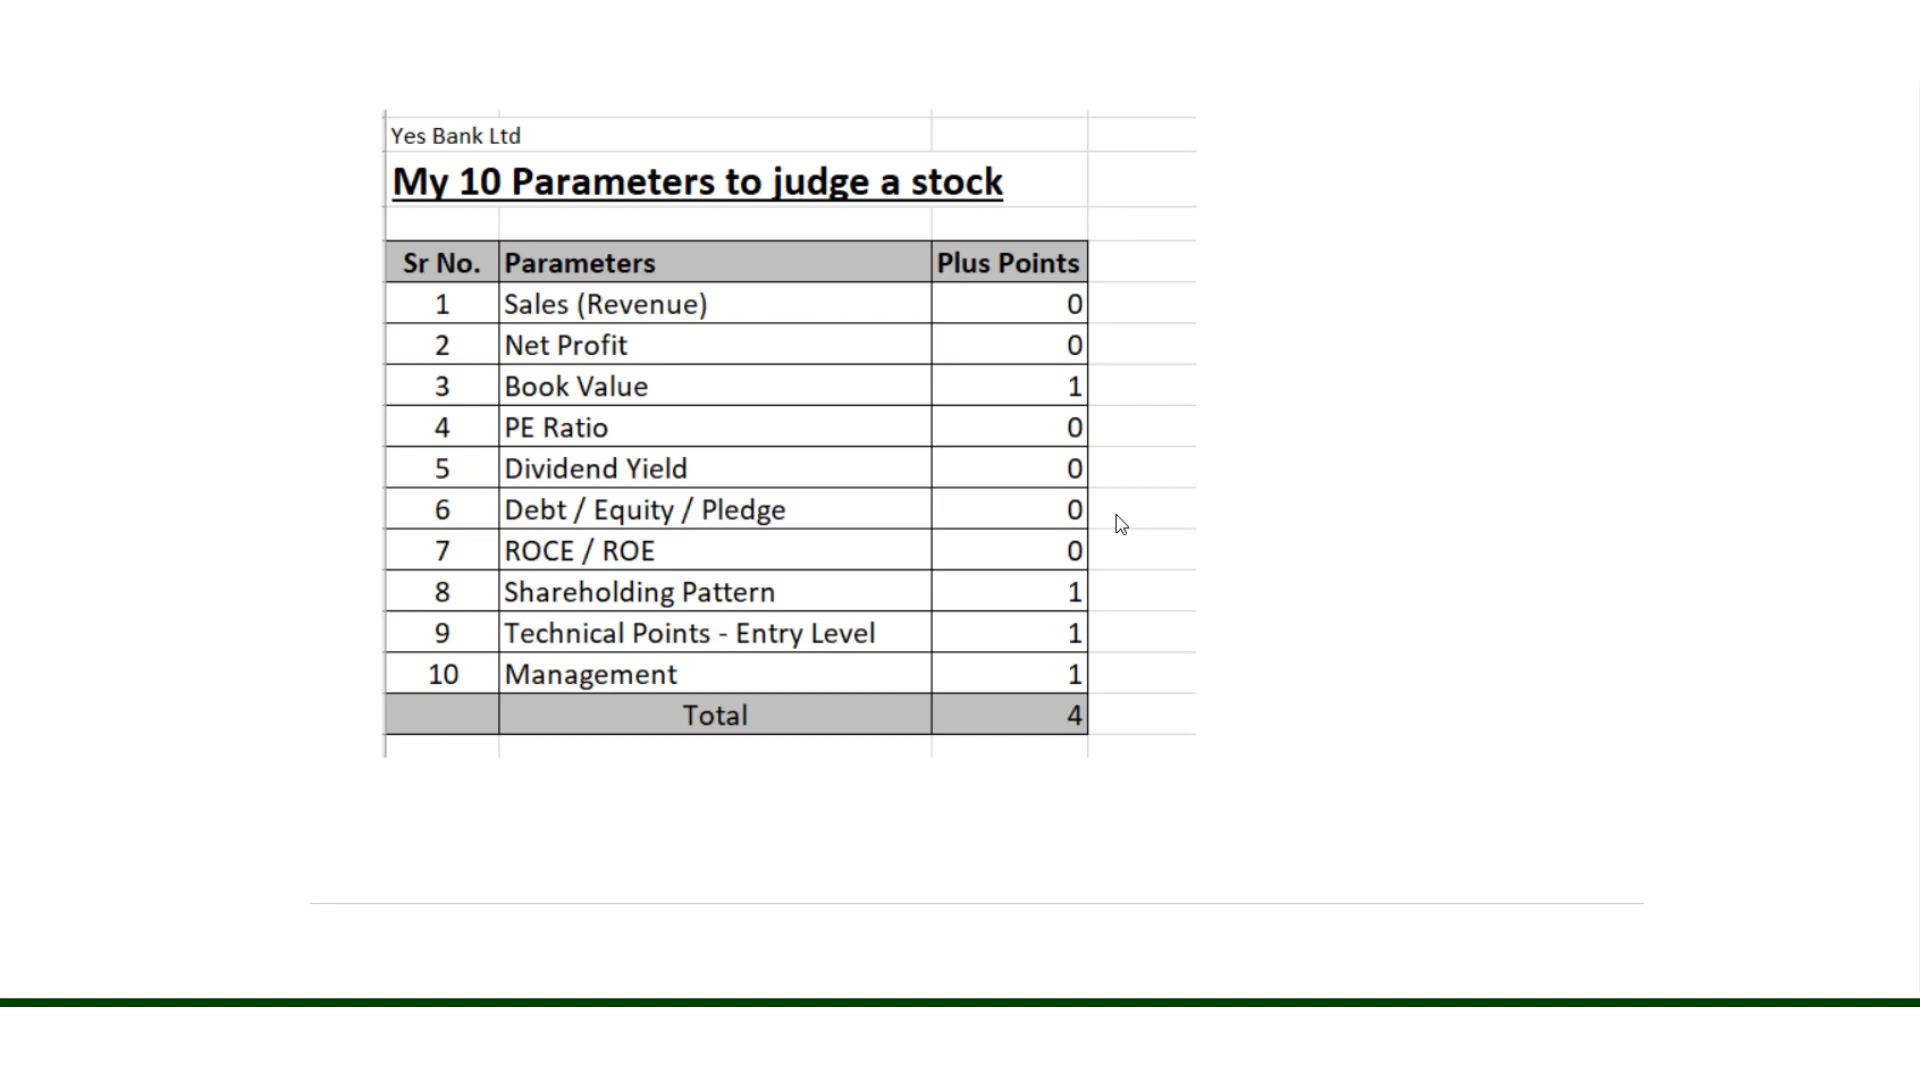 Yes Bank Ltd
My 10 Parameters to judge a stock
Sr No. Parameters Plus Points
1 Sales (Revenue) 0
2 Net Profit 0
3 Book Value 1
4 PE Ratio 0
5 Dividend Yield 0
6 Debt / Equity / Pledge 0
7 ROCE / ROE 0
8 Shareholding Pattern 1
9 Technical Points - Entry Level 1
10 Management 1
Total 4